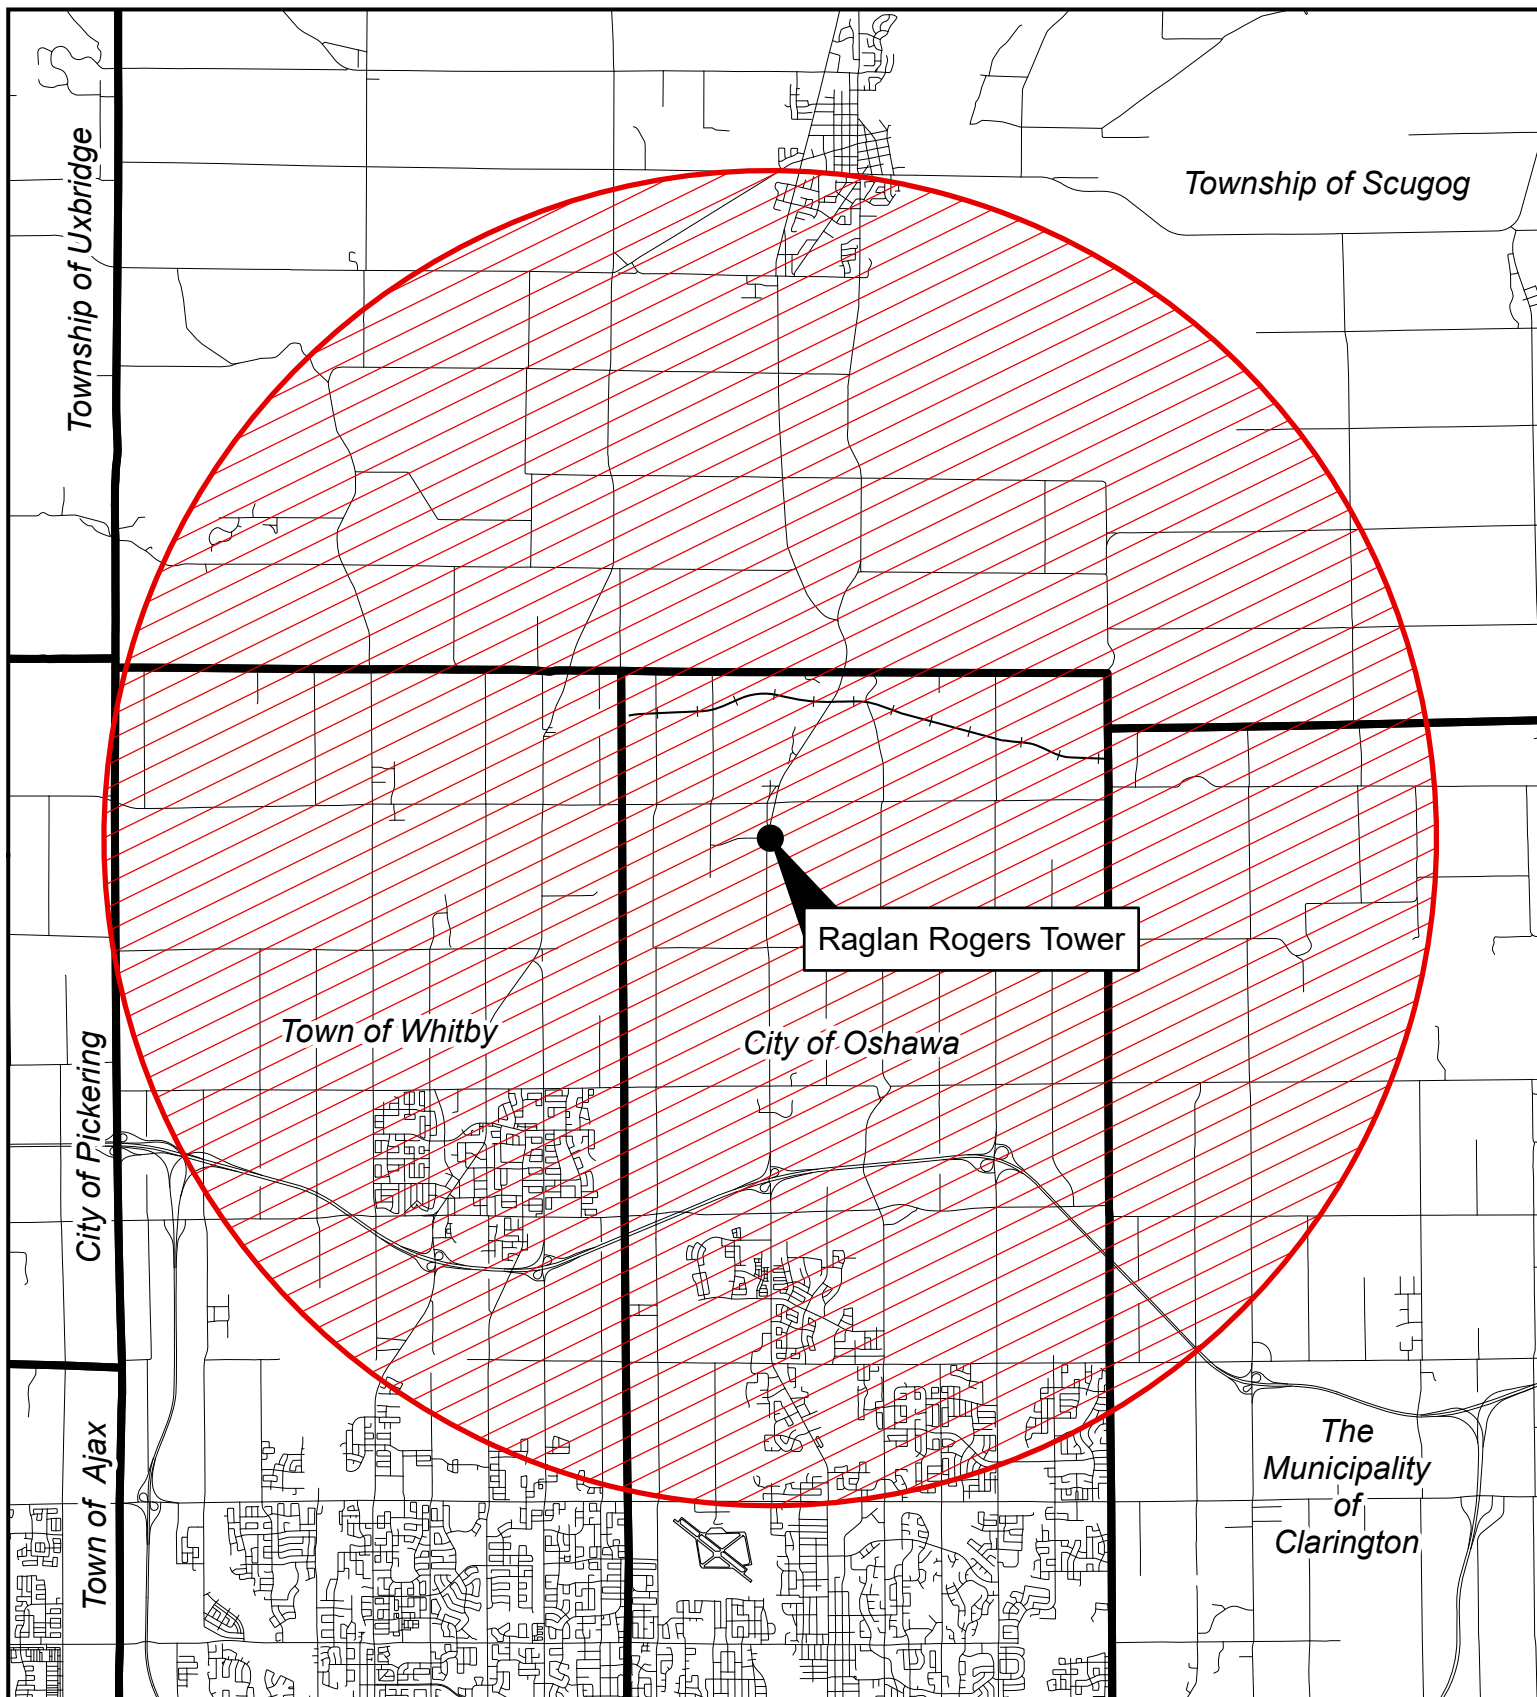 Township of Uxbridge
Township of Scugog
Raglan Rogers Tower
Town of Whitby
City of Oshawa
City of Pickering
Town of Ajax
The
Municipality
of
Clarington